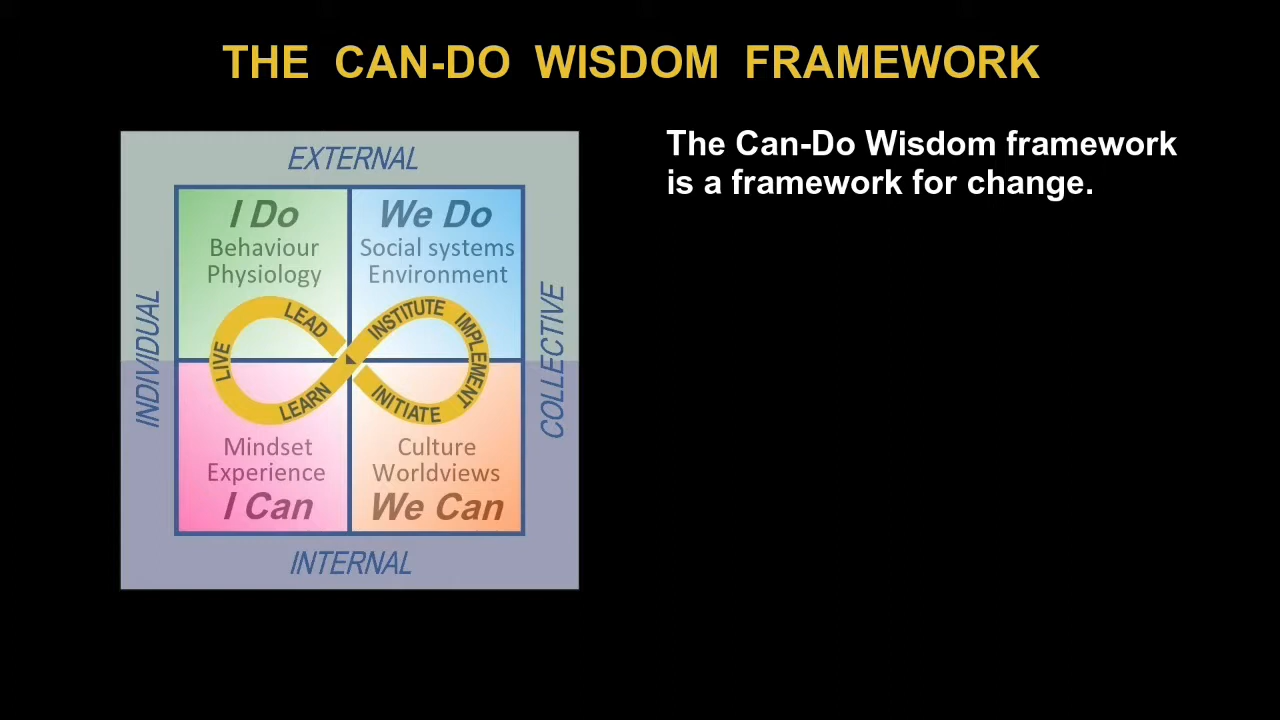 THE CAN-DO WISDOM FRAMEWORK
The Can-Do Wisdom framework
is a framework for change.
EXTERNAL
INDIVIDUAL
COLLECTIVE
I Do
Behaviour
Physiology
We Do
Social systems
Environment
LEAD
LIVE
LEARN
INSTITUTE
IMPLEMENT
INITIATE
Mindset
Experience
I Can
Culture
Worldviews
We Can
INTERNAL